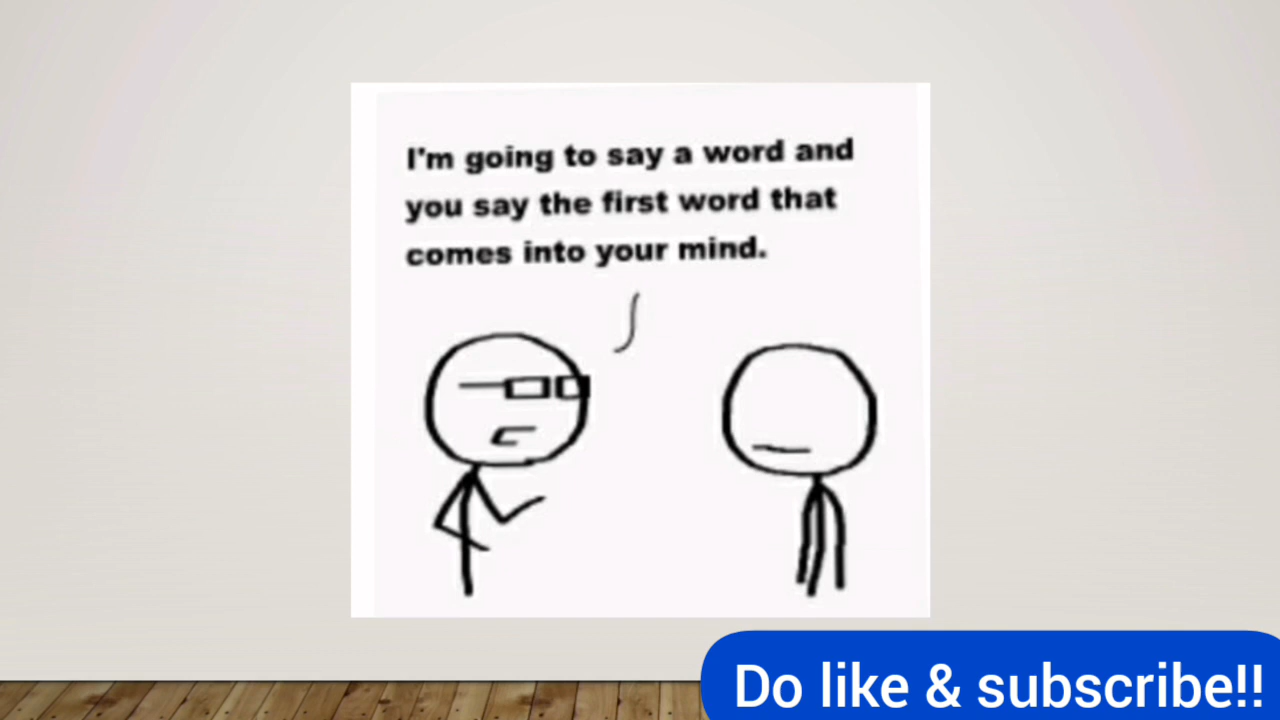 I'm going to say a word and
you say the first word that
comes into your mind.
Do like & subscribe!!